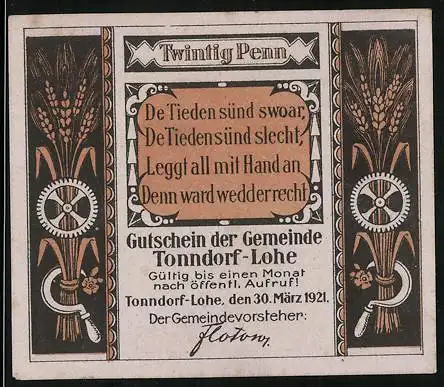 Twintig Penn
De Tieden sünd swoar,
De Tieden sünd slecht,
Leggt all mit Hand an,
Denn ward wedder recht
Gutschein der Gemeinde
Tonndorf-Lohe
Gültig bis einen Monat
nach öffentl. Aufruf!
Tonndorf-Lohe, den 30. März 1921.
Der Gemeindevorsteher:
Flotow.